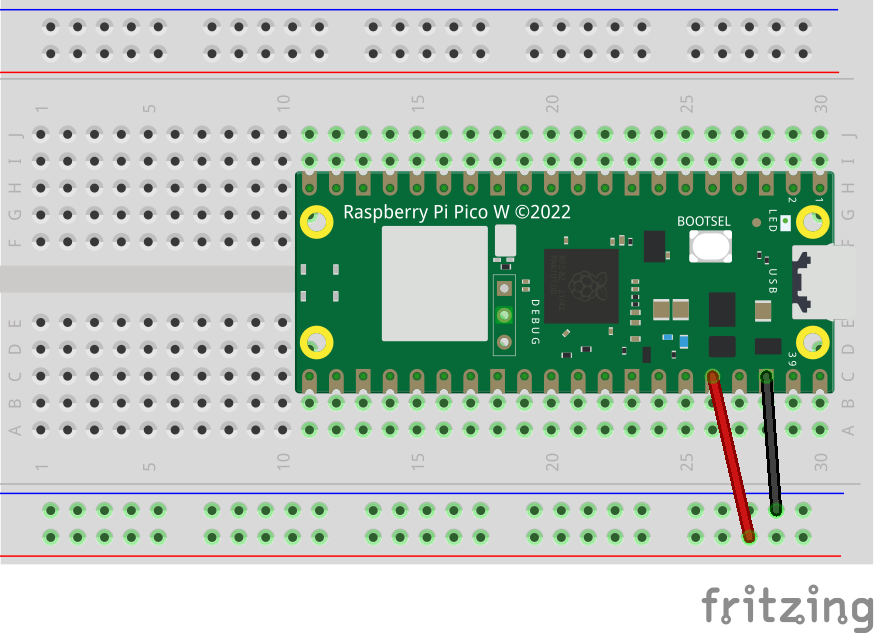 1 5 10 15 20 25 30
J J
I I
H H
G G
F F
2 1
Raspberry Pi Pico W ©2022
BOOTSEL
LED
USB
DEBUG
39
E E
D D
C C
B B
A A
1 5 10 15 20 25 30
fritzing